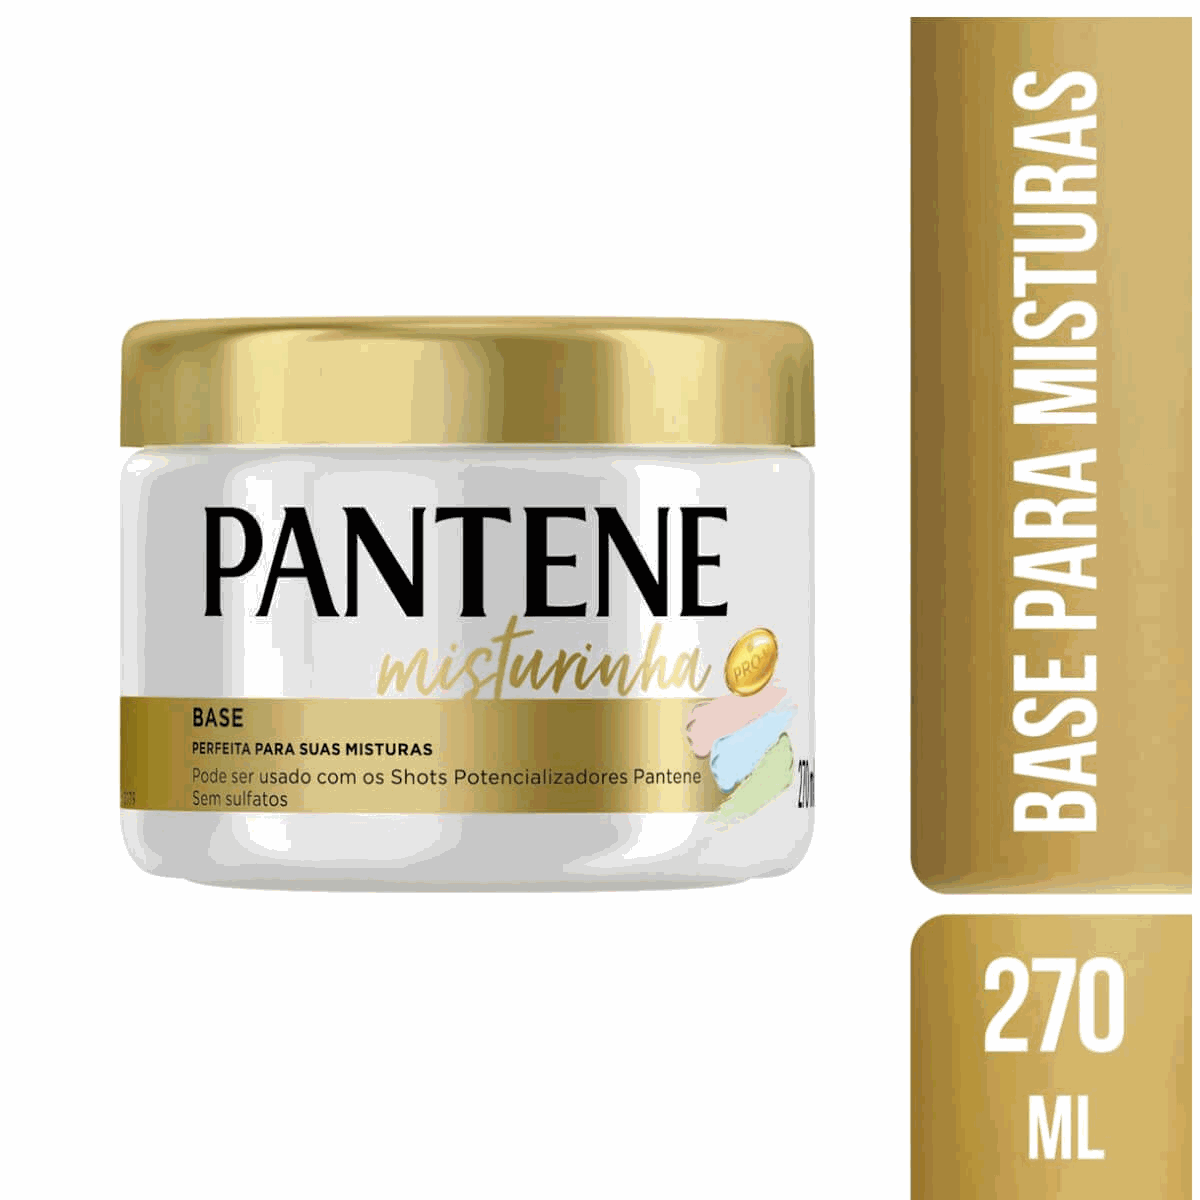 PANTENE
misturinha
PRO-V
BASE
PERFEITA PARA SUAS MISTURAS
Pode ser usado com os Shots Potencializadores Pantene
Sem sulfatos
BASE PARA MISTURAS
270
ML